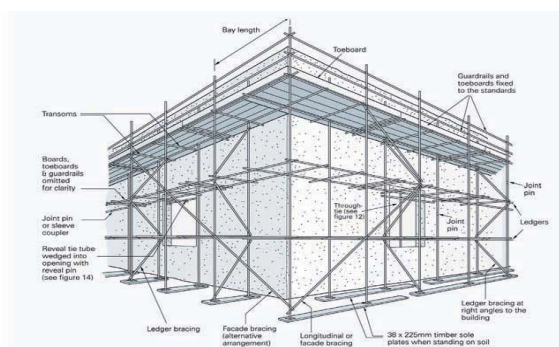 Bay length
Toeboard
Guardrails and
toeboards fixed
to the standards
Transoms
Boards,
toeboards
& guardrails
omitted
for clarity
Joint pin
or sleeve
coupler
Reveal tie tube
wedged into
opening with
reveal pin
(see figure 14)
Through-
tie (see
figure 12)
Joint
pin
Joint
pin
Ledgers
Ledger bracing
Facade bracing
(alternative
arrangement)
Longitudinal or
facade bracing
38 x 225mm timber sole
plates when standing on soil
Ledger bracing at
right angles to the
building